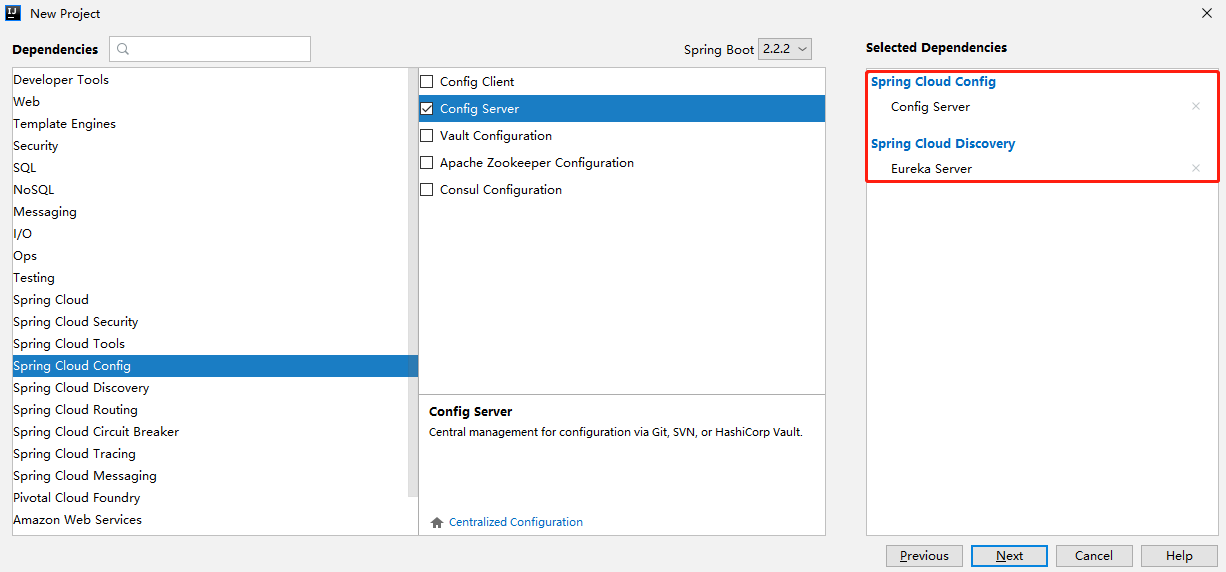 New Project
Dependencies
Spring Boot 2.2.2
Selected Dependencies
Developer Tools
Web
Template Engines
Security
SQL
NoSQL
Messaging
I/O
Ops
Testing
Spring Cloud
Spring Cloud Security
Spring Cloud Tools
Spring Cloud Config
Spring Cloud Discovery
Spring Cloud Routing
Spring Cloud Circuit Breaker
Spring Cloud Tracing
Spring Cloud Messaging
Pivotal Cloud Foundry
Amazon Web Services
Config Client
Config Server
Vault Configuration
Apache Zookeeper Configuration
Consul Configuration
Config Server
Central management for configuration via Git, SVN, or HashiCorp Vault.
Centralized Configuration
Spring Cloud Config
Config Server
Spring Cloud Discovery
Eureka Server
Previous
Next
Cancel
Help